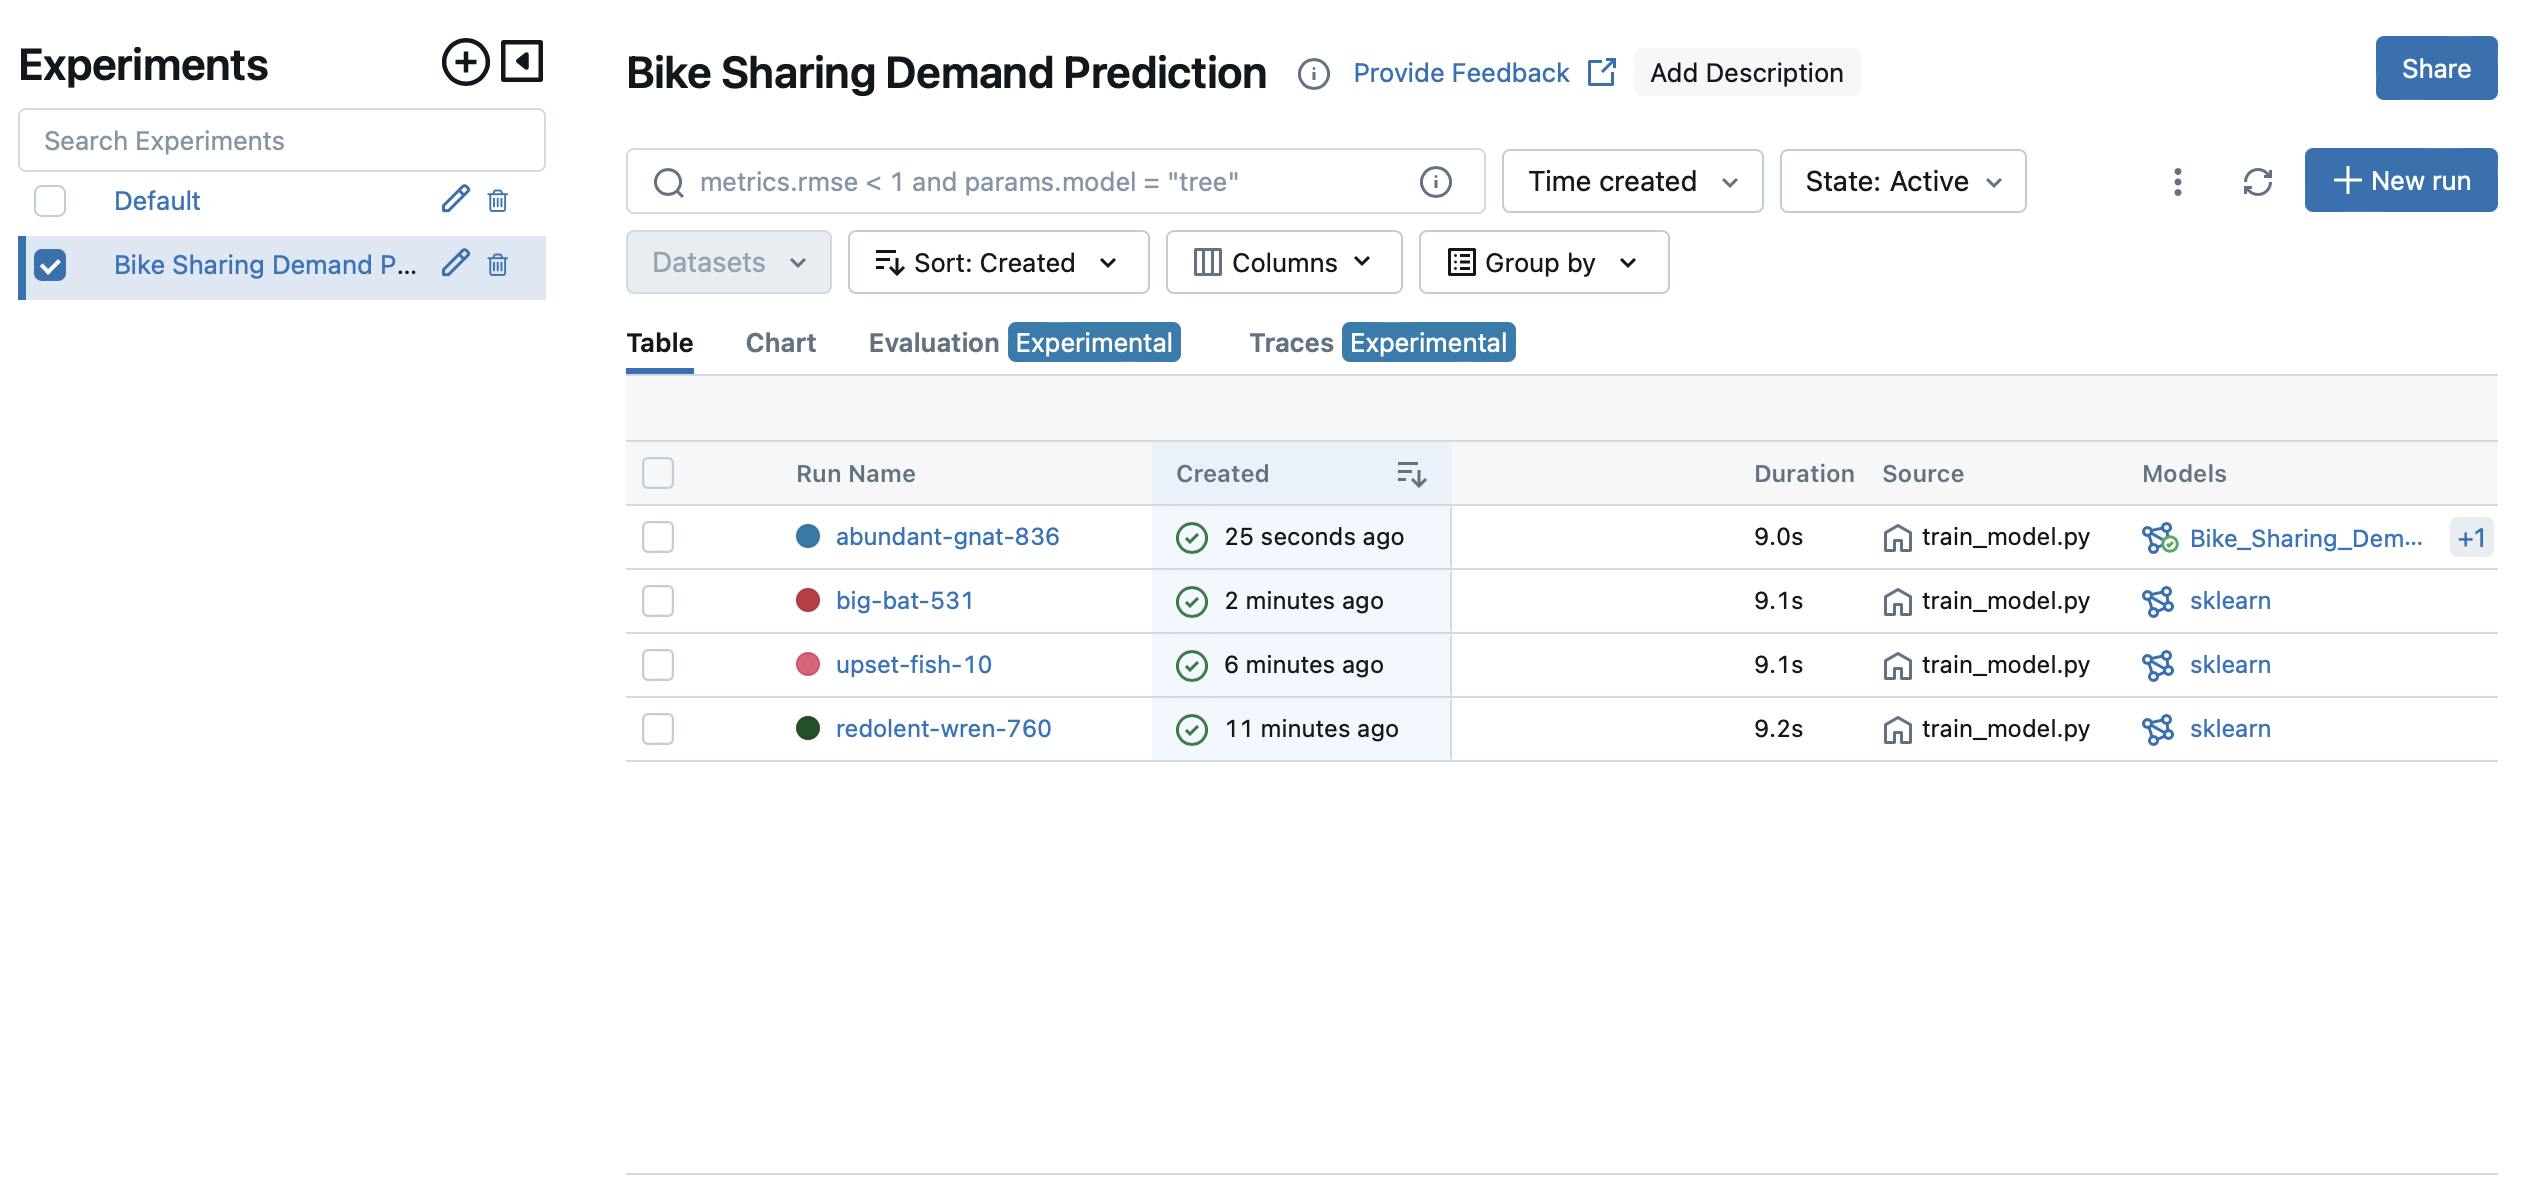 Experiments
Search Experiments
Default
Bike Sharing Demand P...
Bike Sharing Demand Prediction Provide Feedback Add Description Share
metrics.rmse < 1 and params.model = "tree" Time created State: Active New run
Datasets Sort: Created Columns Group by
Table Chart Evaluation Experimental Traces Experimental
Run Name Created Duration Source Models
abundant-gnat-836 25 seconds ago 9.0s train_model.py Bike_Sharing_Dem... +1
big-bat-531 2 minutes ago 9.1s train_model.py sklearn
upset-fish-10 6 minutes ago 9.1s train_model.py sklearn
redolent-wren-760 11 minutes ago 9.2s train_model.py sklearn